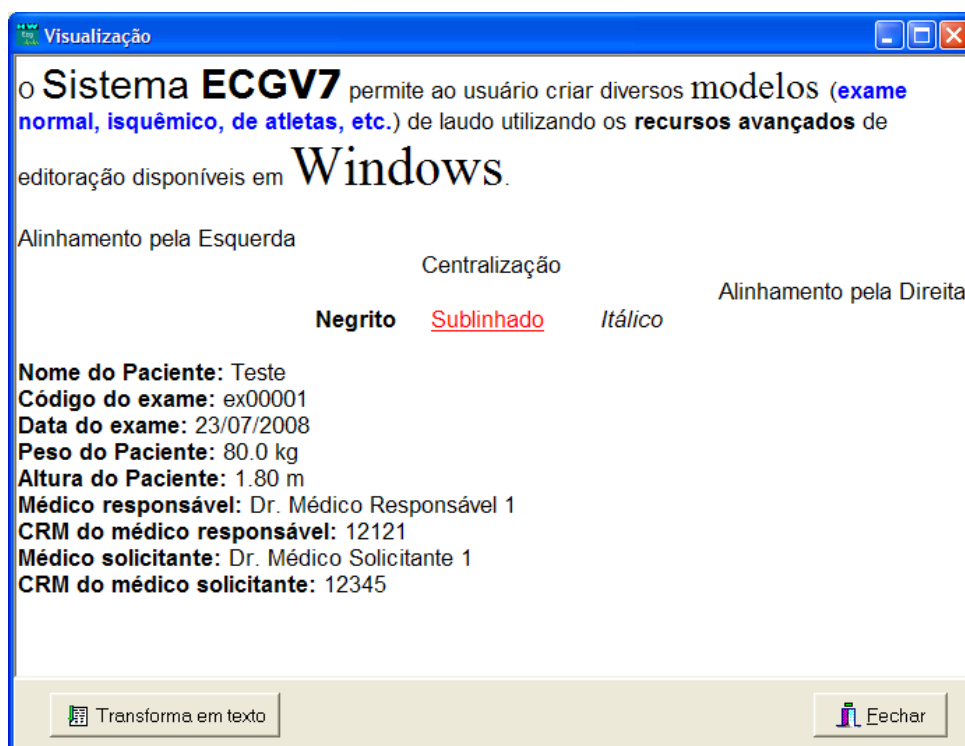 HW
Visualização
O Sistema ECGV7 permite ao usuário criar diversos modelos (exame
normal, isquêmico, de atletas, etc.) de laudo utilizando os recursos avançados de
editoração disponíveis em Windows.
Alinhamento pela Esquerda
Centralização
Alinhamento pela Direita
Negrito Sublinhado Itálico
Nome do Paciente: Teste
Código do exame: ex00001
Data do exame: 23/07/2008
Peso do Paciente: 80.0 kg
Altura do Paciente: 1.80 m
Médico responsável: Dr. Médico Responsável 1
CRM do médico responsável: 12121
Médico solicitante: Dr. Médico Solicitante 1
CRM do médico solicitante: 12345
Transforma em texto Fechar